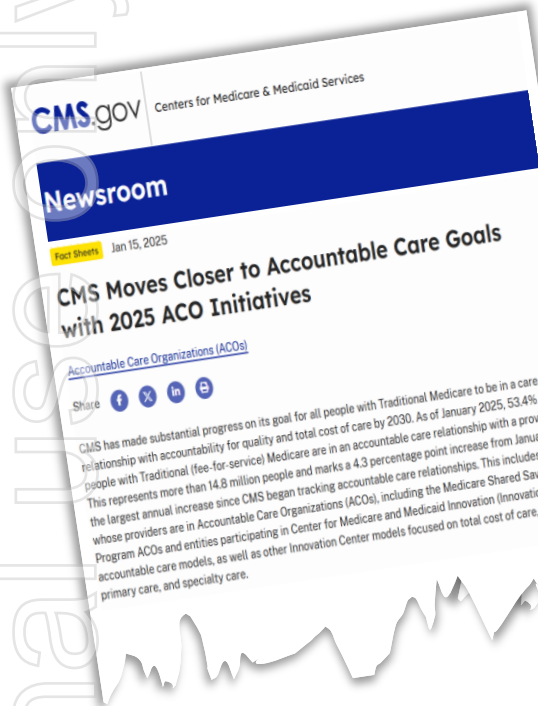 CMS.gov Centers for Medicare & Medicaid Services
Newsroom
Fact Sheets Jan 15, 2025
CMS Moves Closer to Accountable Care Goals
with 2025 ACO Initiatives
Accountable Care Organizations (ACOs)
Share
CMS has made substantial progress on its goal for all people with Traditional Medicare to be in a care
relationship with accountability for quality and total cost of care by 2030. As of January 2025, 53.4%
people with Traditional (fee-for-service) Medicare are in an accountable care relationship with a
This represents more than 14.8 million people and marks a 4.3 percentage point increase from
the largest annual increase since CMS began tracking accountable care relationships. This includes
whose providers are in Accountable Care Organizations (ACOs), including the Medicare Shared
Program ACOs and entities participating in Center for Medicare and Medicaid Innovation
accountable care models, as well as other Innovation Center models focused on total cost of care,
primary care, and specialty care.